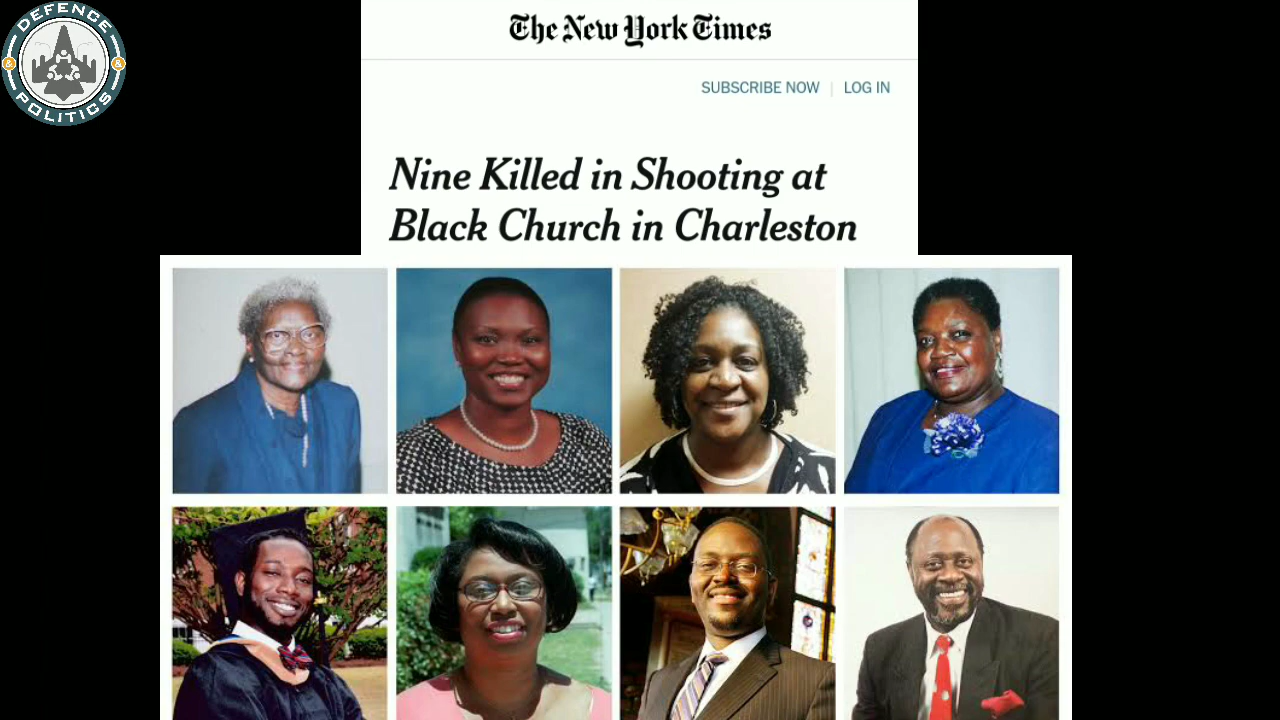 DEFENCE
& &
POLITICS
The New York Times
SUBSCRIBE NOW | LOG IN
Nine Killed in Shooting at
Black Church in Charleston